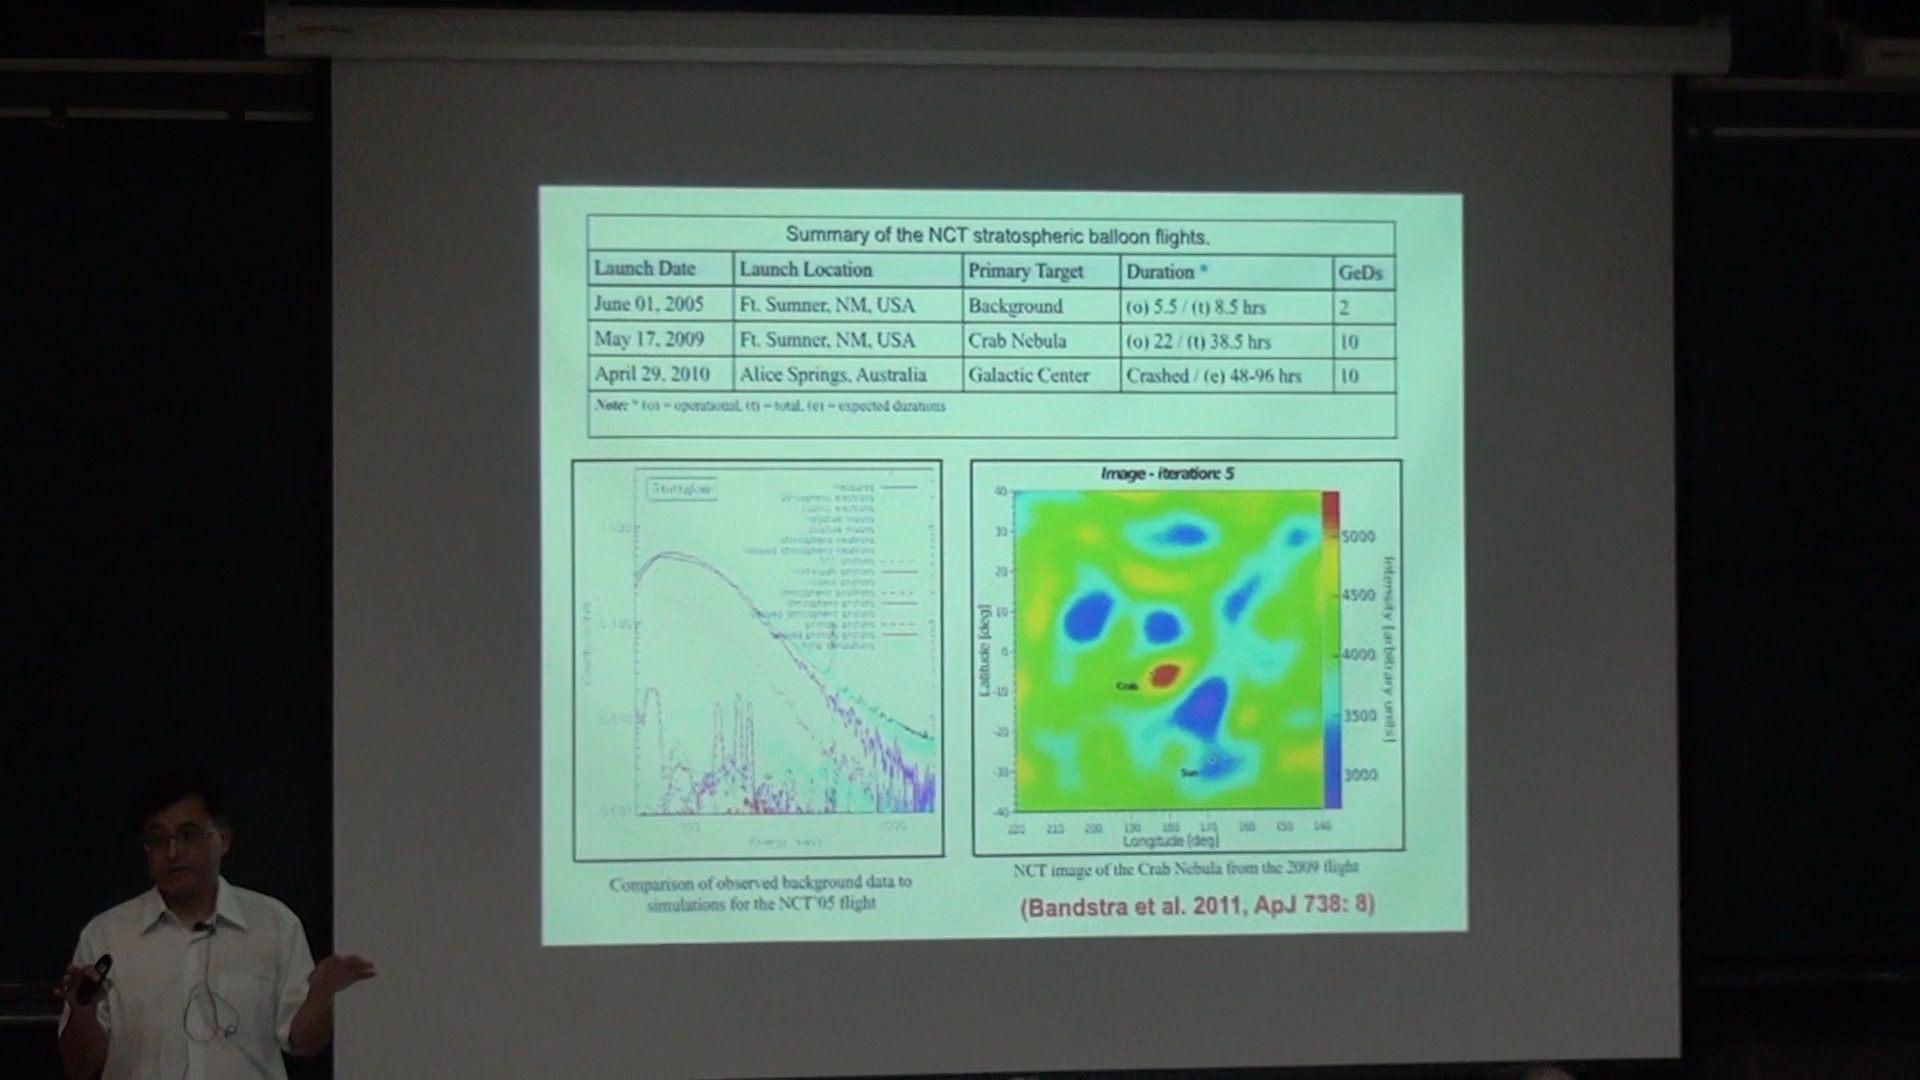 Summary of the NCT stratospheric balloon flights.
Launch Date Launch Location Primary Target Duration * GeDs
June 01, 2005 Ft. Sumner, NM, USA Background (o) 5.5 / (t) 8.5 hrs 2
May 17, 2009 Ft. Sumner, NM, USA Crab Nebula (o) 22 / (t) 38.5 hrs 10
April 29, 2010 Alice Springs, Australia Galactic Center Crashed / (e) 48-96 hrs 10
Note: * (o) = operational, (t) = total, (e) = expected durations
Image - iteration: 5
40
30
20
10
0
-10
-20
-30
-40
Latitude [deg]
Crab
Sun
220 210 200 190 180 170 160 150 140
Longitude [deg]
5000
4500
4000
3500
3000
Intensity [arbitrary units]
Comparison of observed background data to
simulations for the NCT'05 flight
NCT image of the Crab Nebula from the 2009 flight
(Bandstra et al. 2011, ApJ 738: 8)